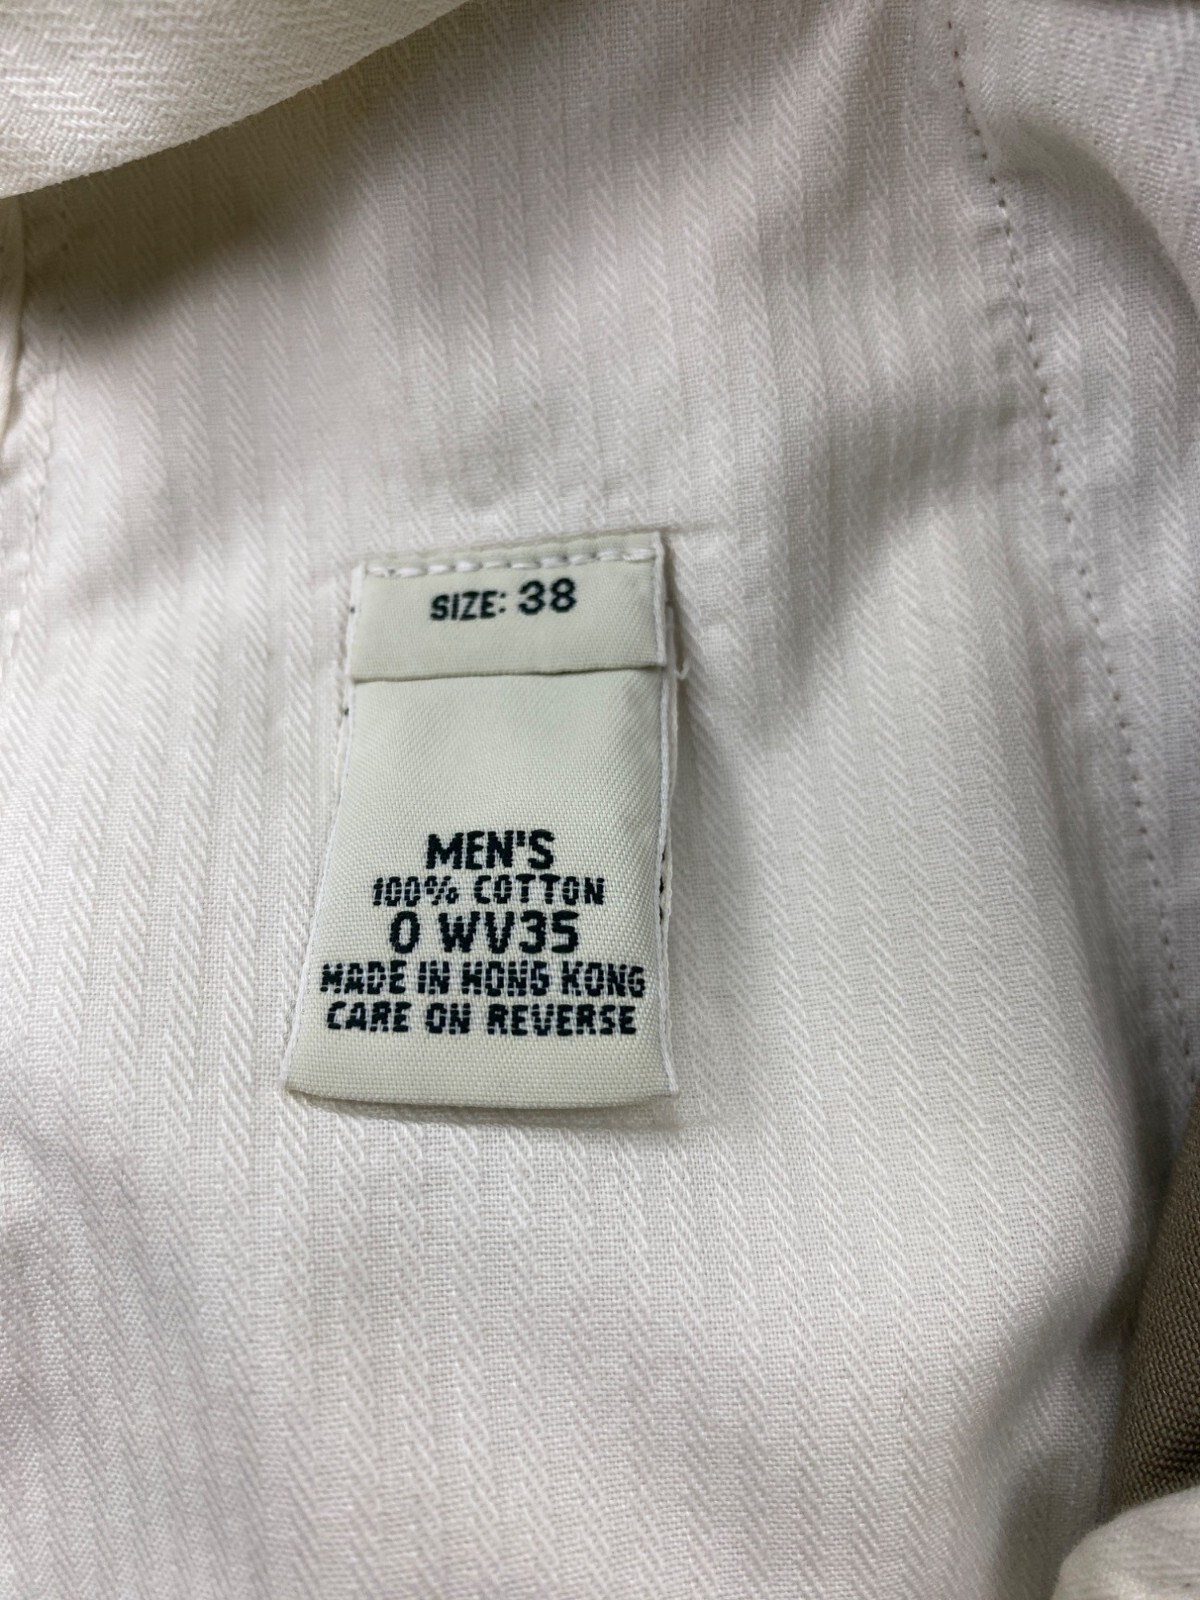 SIZE: 38
MEN'S
100% COTTON
0 WV35
MADE IN HONG KONG
CARE ON REVERSE